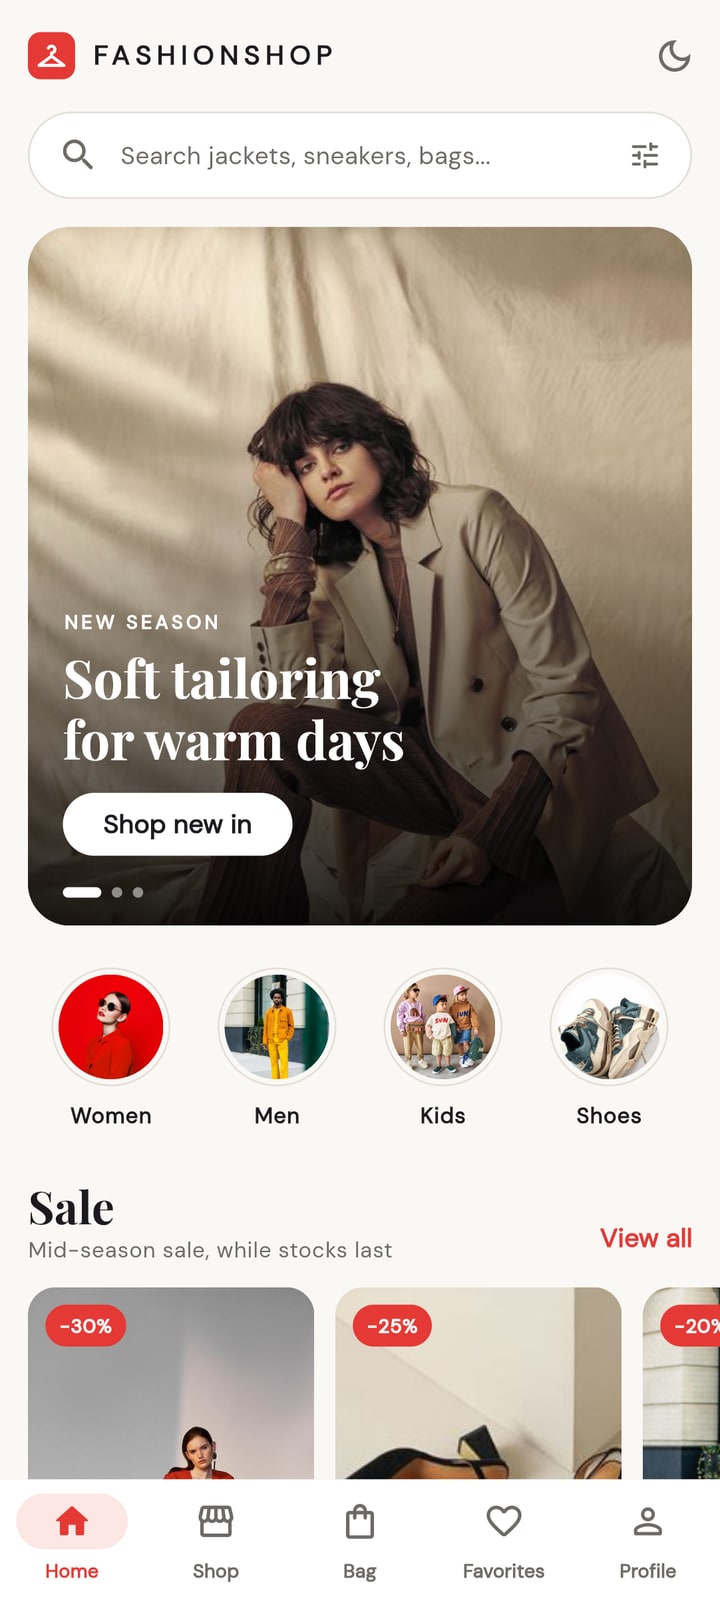 FASHIONSHOP
Search jackets, sneakers, bags...
NEW SEASON
Soft tailoring
for warm days
Shop new in
Women
Men
Kids
Shoes
Sale
Mid-season sale, while stocks last
View all
-30%
-25%
-20%
Home
Shop
Bag
Favorites
Profile